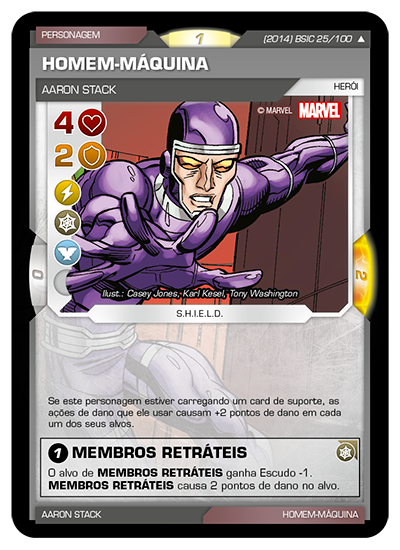 PERSONAGEM
1
(2014) BSIC 25/100 ▲
HOMEM-MÁQUINA
AARON STACK
HERÓI
4
© MARVEL MARVEL
2
0
2
Ilust.: Casey Jones, Karl Kesel, Tony Washington
S.H.I.E.L.D.
Se este personagem estiver carregando um card de suporte, as
ações de dano que ele usar causam +2 pontos de dano em cada
um dos seus alvos.
1 MEMBROS RETRÁTEIS
O alvo de MEMBROS RETRÁTEIS ganha Escudo -1.
MEMBROS RETRÁTEIS causa 2 pontos de dano no alvo.
AARON STACK
HOMEM-MÁQUINA